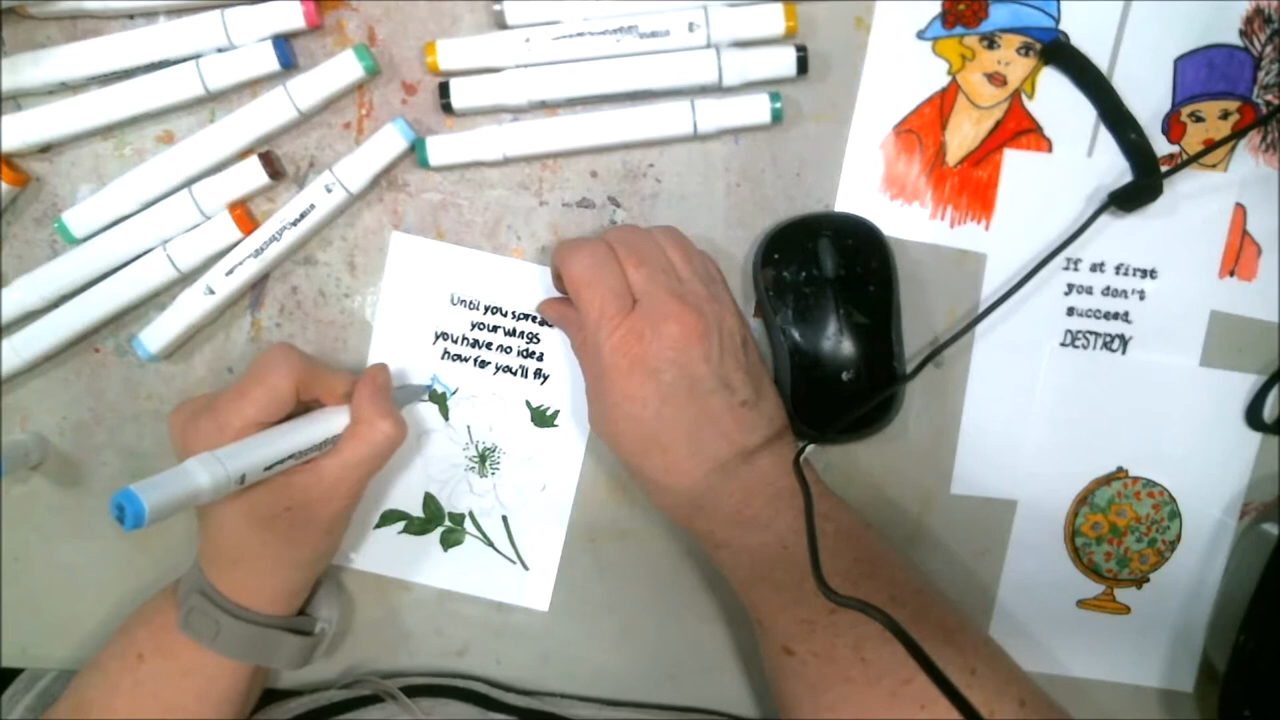 Until you spread
your wings
you have no idea
how far you'll fly
If at first
you don't
succeed
DESTROY